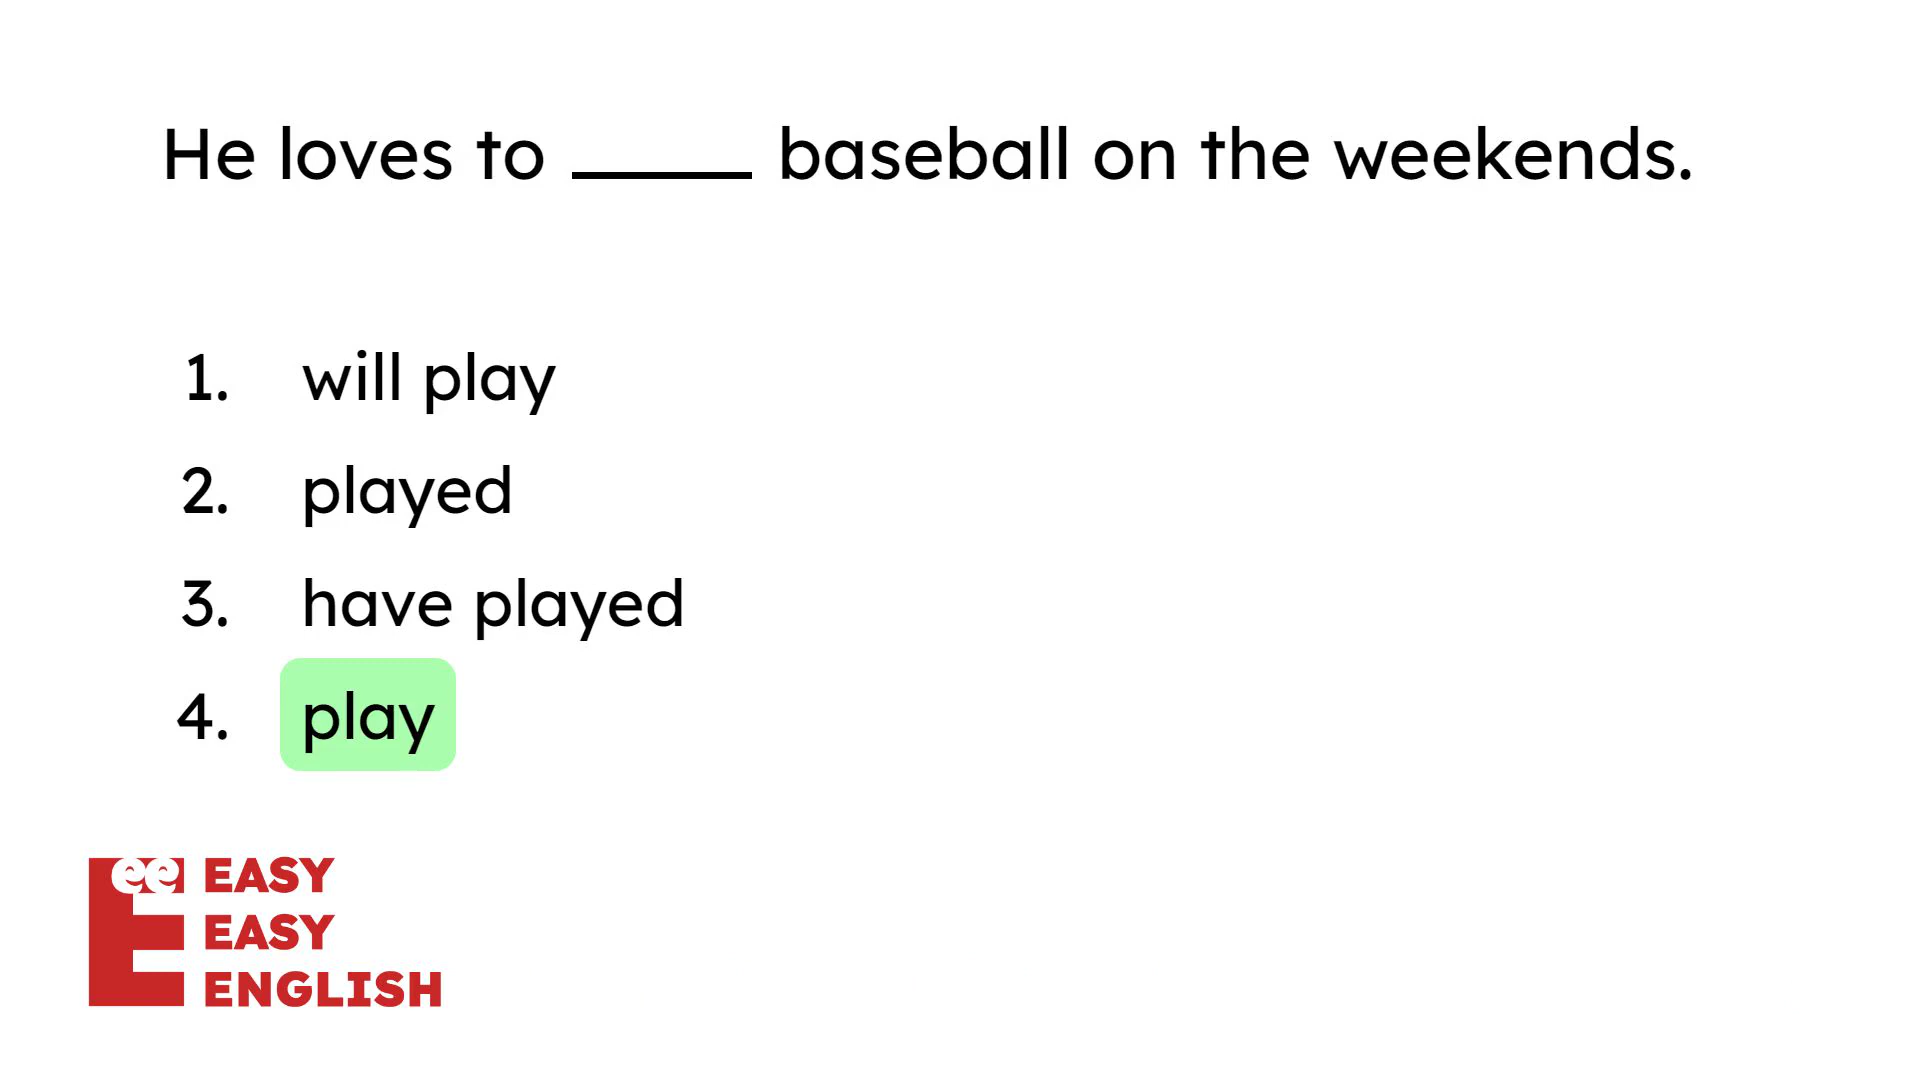 He loves to _____ baseball on the weekends.
1. will play
2. played
3. have played
4. play
ee EASY
EASY
ENGLISH